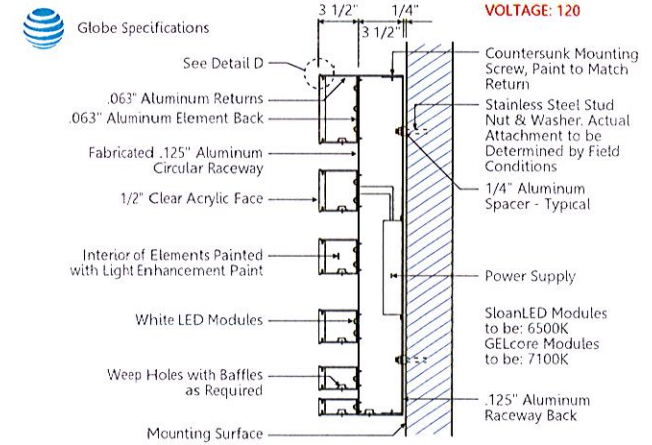 Globe Specifications
3 1/2" 1/4"
3 1/2"
VOLTAGE: 120
See Detail D
.063" Aluminum Returns
.063" Aluminum Element Back
Fabricated .125" Aluminum
Circular Raceway
1/2" Clear Acrylic Face
Interior of Elements Painted
with Light Enhancement Paint
White LED Modules
Weep Holes with Baffles
as Required
Mounting Surface
Countersunk Mounting
Screw, Paint to Match
Return
Stainless Steel Stud
Nut & Washer. Actual
Attachment to be
Determined by Field
Conditions
1/4" Aluminum
Spacer - Typical
Power Supply
SloanLED Modules
to be: 6500K
GELcore Modules
to be: 7100K
.125" Aluminum
Raceway Back